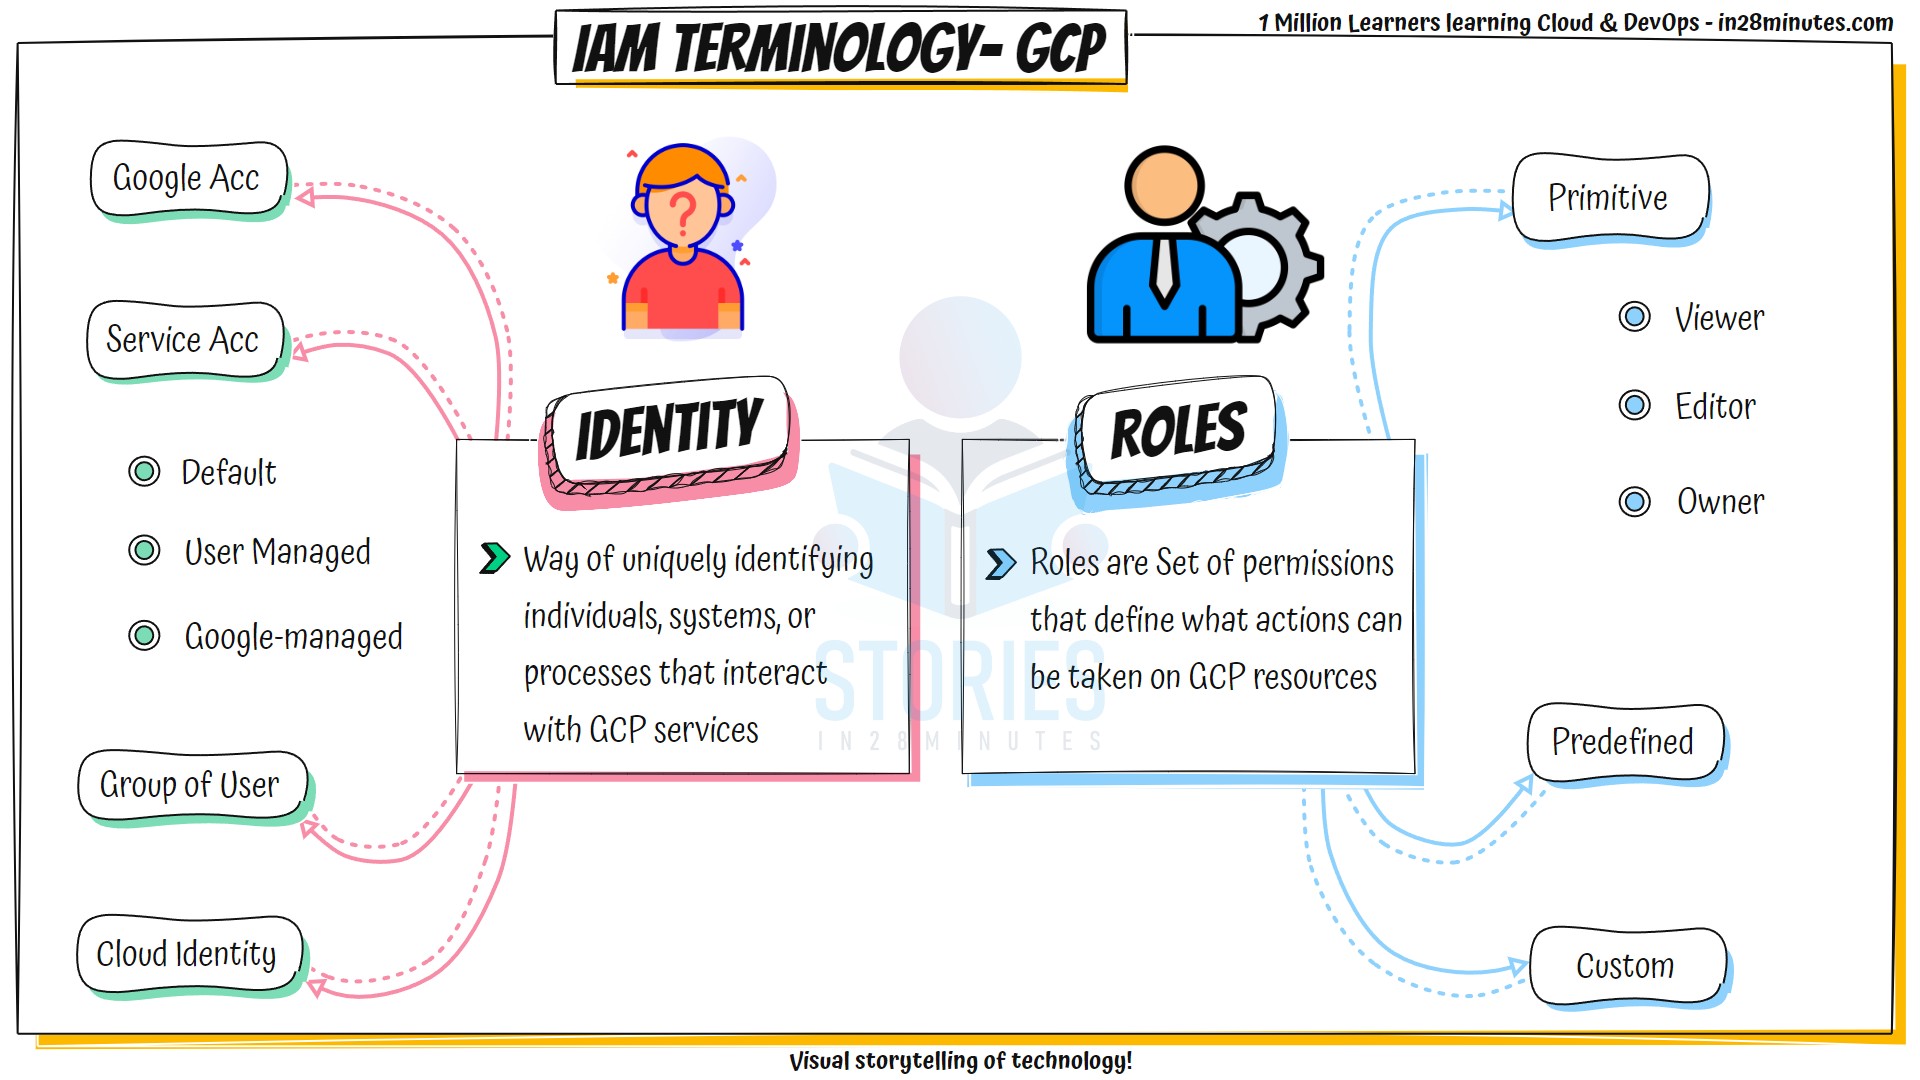 IAM TERMINOLOGY- GCP
1 Million Learners learning Cloud & DevOps - in28minutes.com
Google Acc
Service Acc
Default
User Managed
Google-managed
Group of User
Cloud Identity
?
IDENTITY
Way of uniquely identifying
individuals, systems, or
processes that interact
with GCP services
ROLES
Roles are Set of permissions
that define what actions can
be taken on GCP resources
STORIES
IN28MINUTES
Primitive
Viewer
Editor
Owner
Predefined
Custom
Visual storytelling of technology!